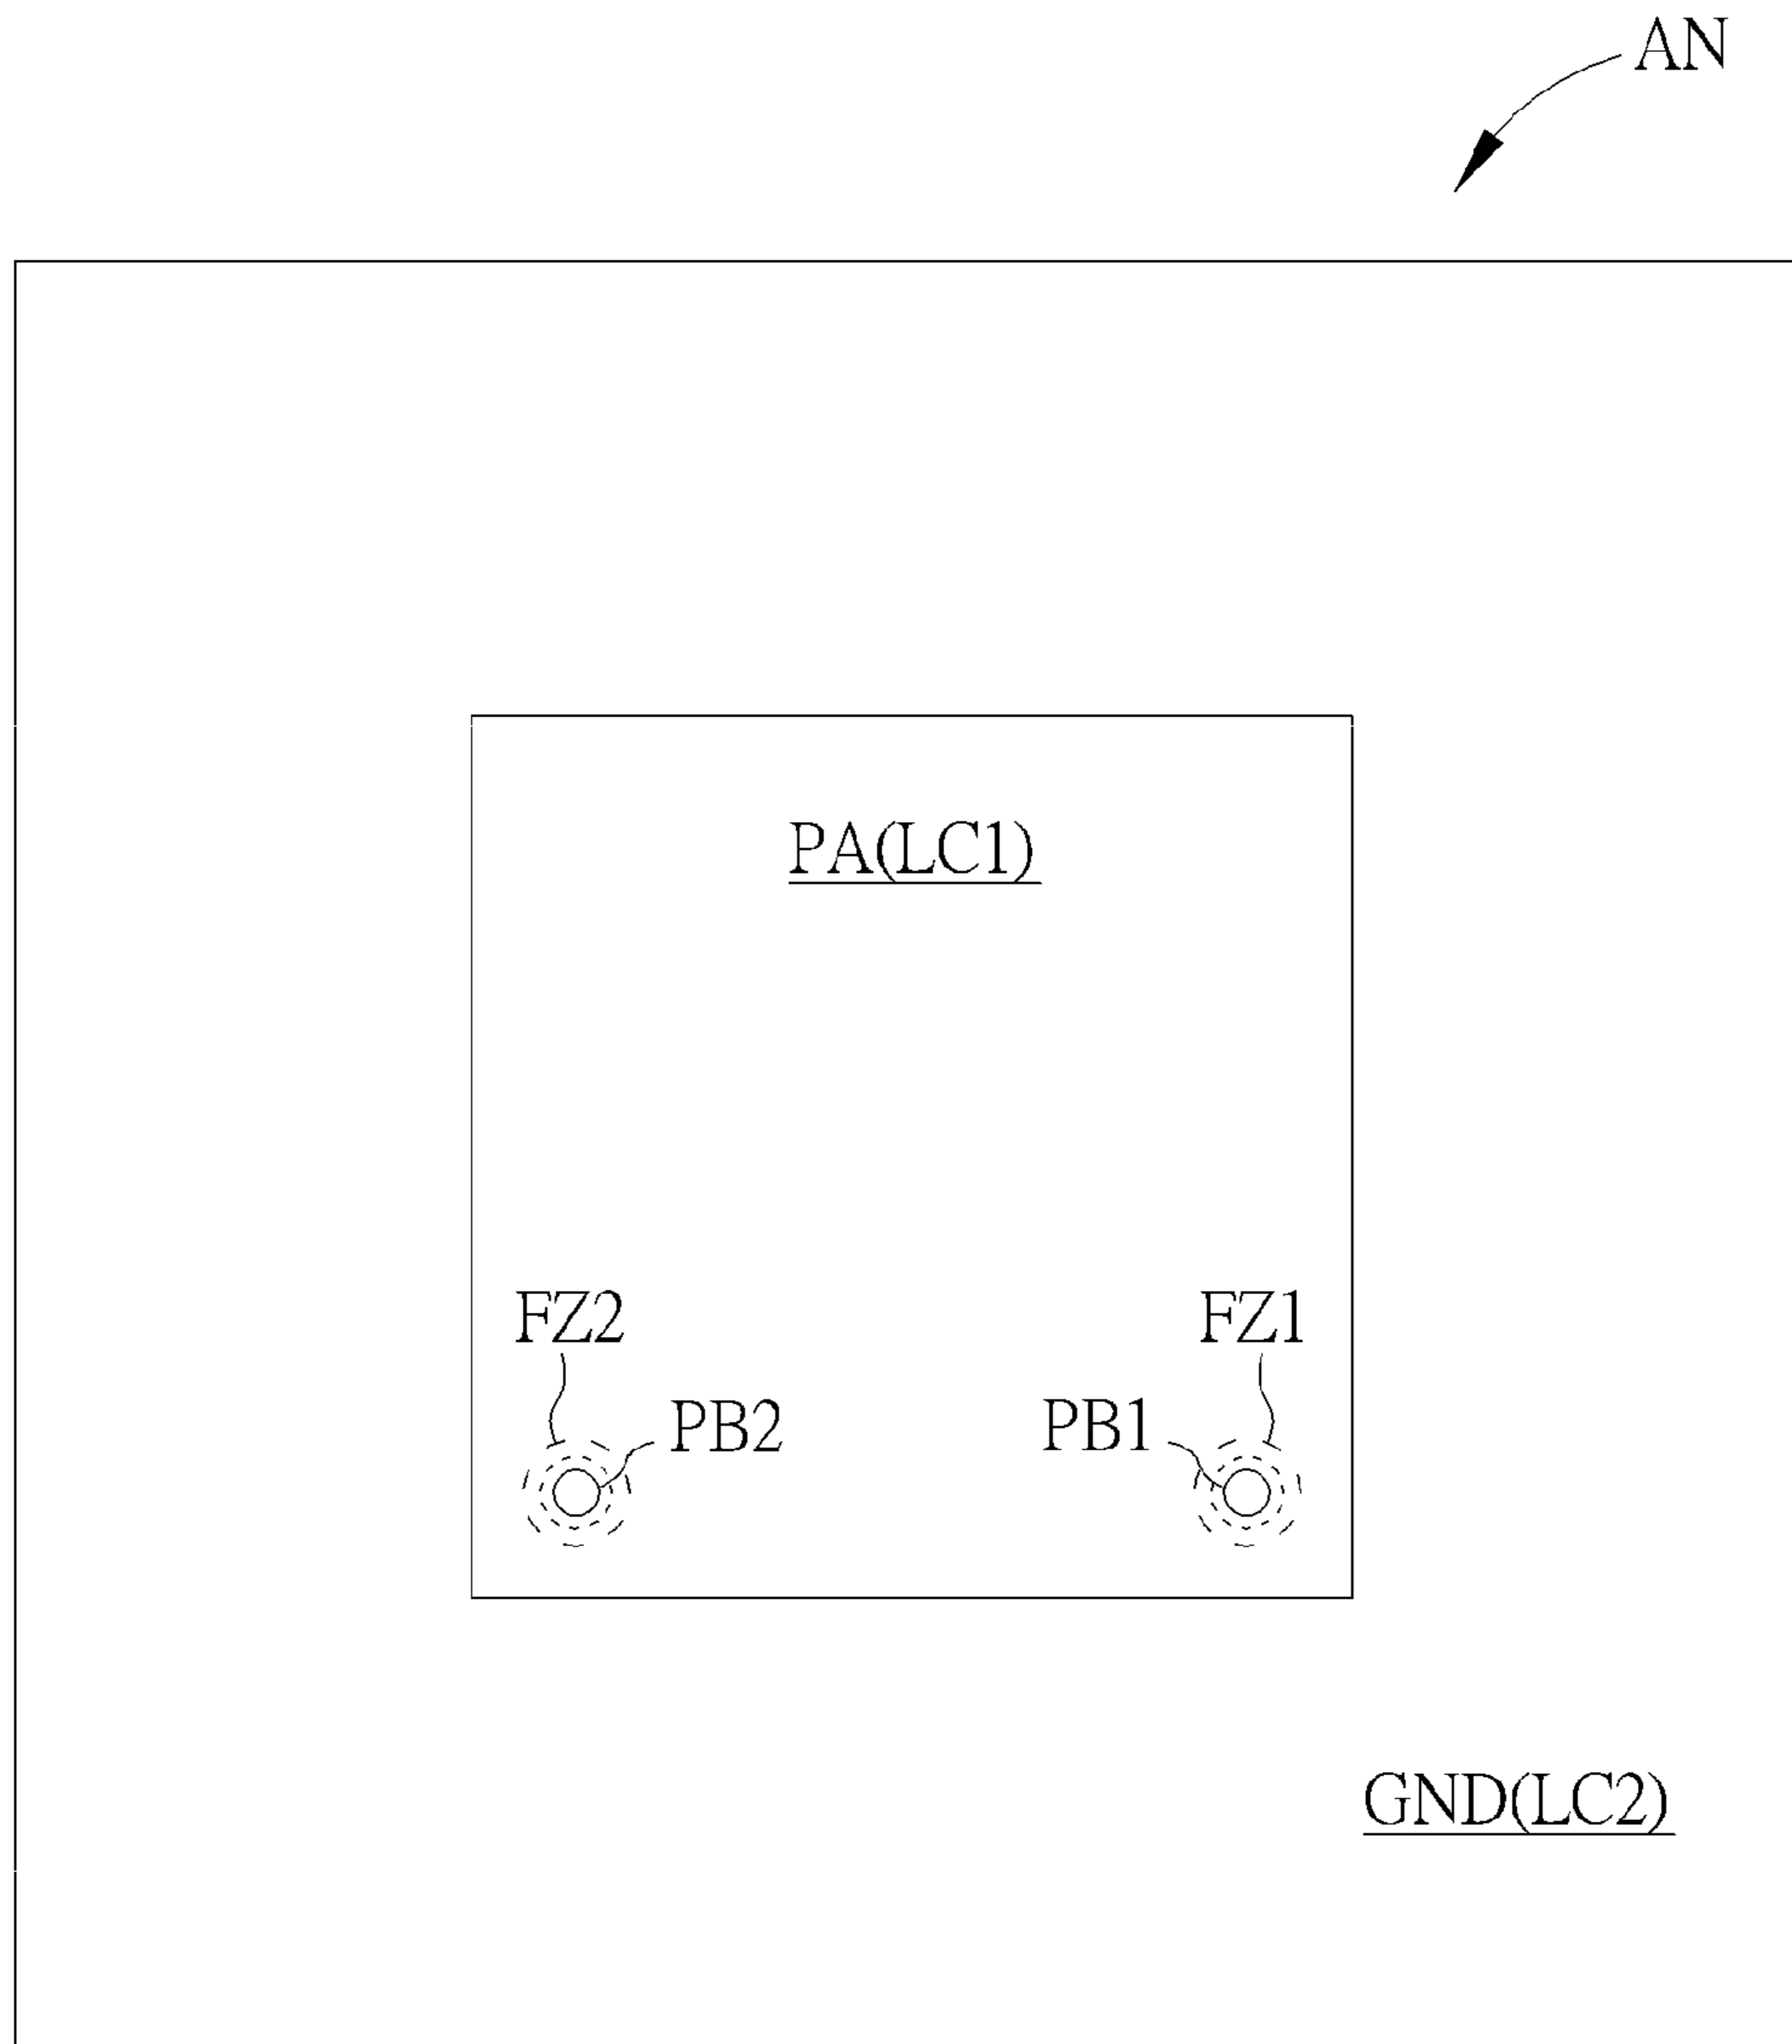 AN
PA(LC1)
FZ2
FZ1
PB2
PB1
GND(LC2)